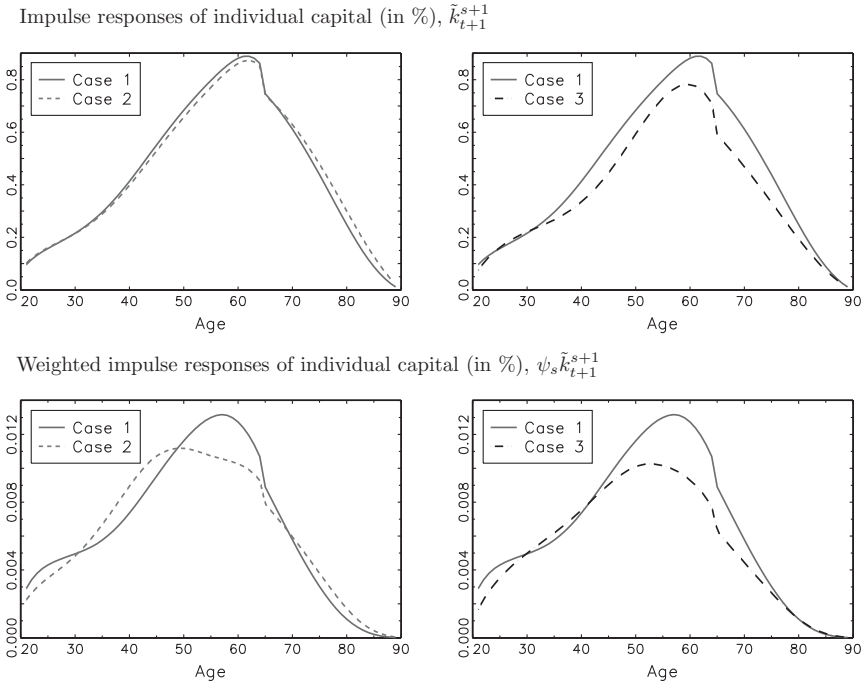 Impulse responses of individual capital (in %), k̃_{t+1}^{s+1}
0.8
0.6
0.4
0.2
0.0
Case 1
Case 2
20 30 40 50 60 70 80 90
Age
0.8
0.6
0.4
0.2
0.0
Case 1
Case 3
20 30 40 50 60 70 80 90
Age
Weighted impulse responses of individual capital (in %), ψ_s k̃_{t+1}^{s+1}
0.012
0.008
0.004
0.000
Case 1
Case 2
20 30 40 50 60 70 80 90
Age
0.012
0.008
0.004
0.000
Case 1
Case 3
20 30 40 50 60 70 80 90
Age